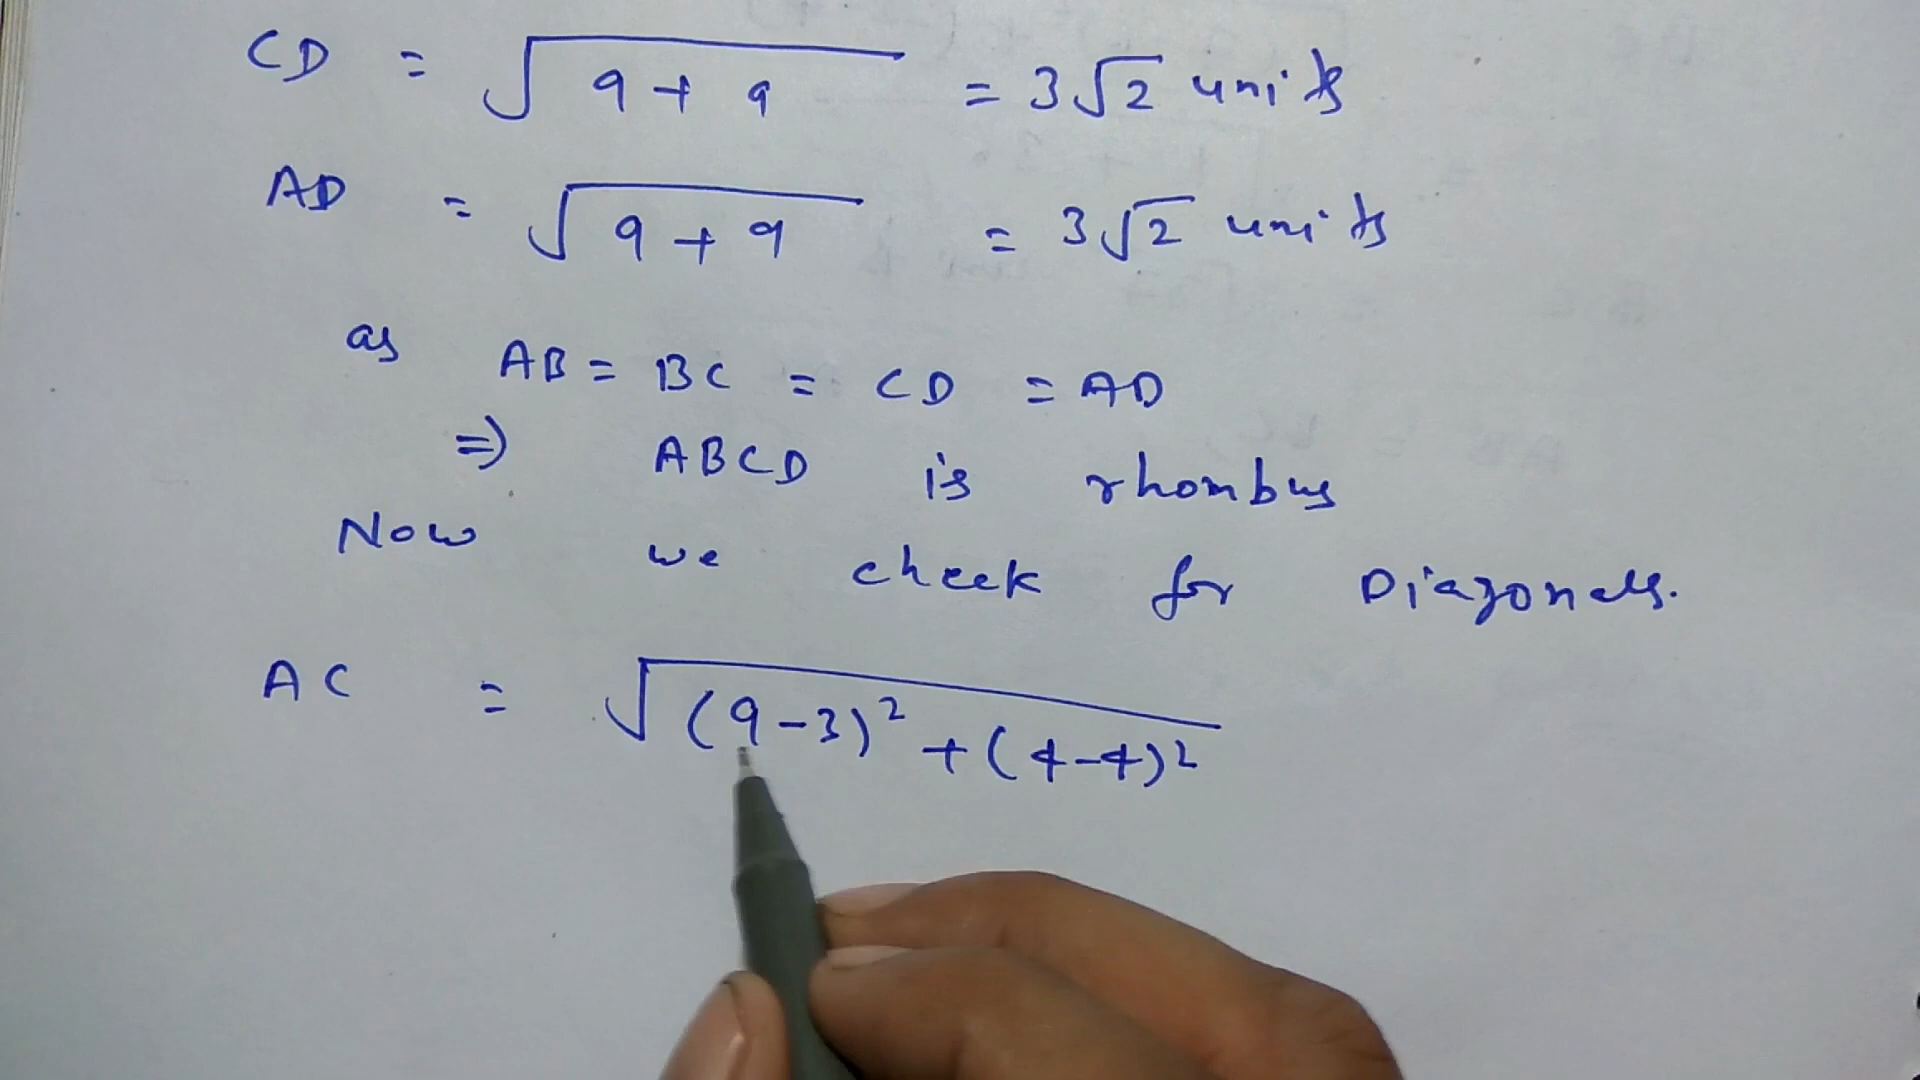 CD = √9+9 = 3√2 units
AD = √9+9 = 3√2 units
as AB = BC = CD = AD
⇒ ABCD is rhombus
Now we check for Diagonals.
AC = √(9-3)² + (4-4)²